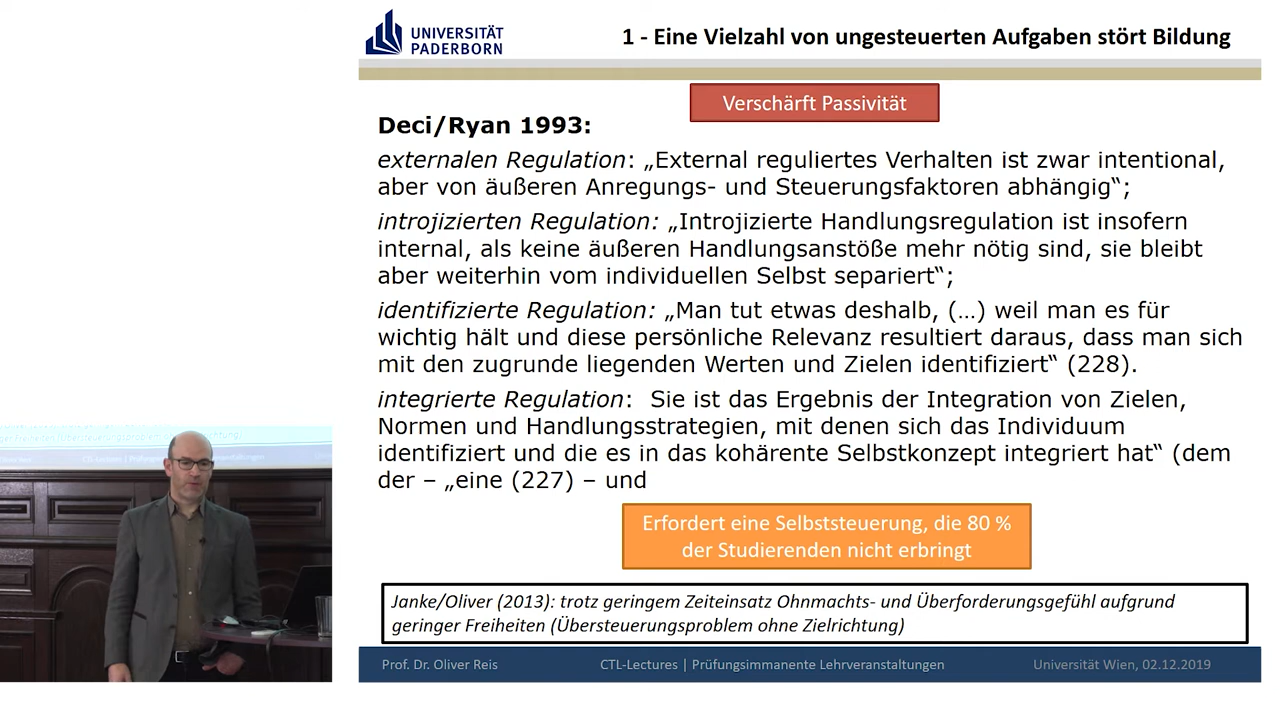 UNIVERSITÄT
PADERBORN
1 - Eine Vielzahl von ungesteuerten Aufgaben stört Bildung
Verschärft Passivität
Deci/Ryan 1993:
externalen Regulation: „External reguliertes Verhalten ist zwar intentional,
aber von äußeren Anregungs- und Steuerungsfaktoren abhängig“;
introjizierten Regulation: „Introjizierte Handlungsregulation ist insofern
internal, als keine äußeren Handlungsanstöße mehr nötig sind, sie bleibt
aber weiterhin vom individuellen Selbst separiert“;
identifizierte Regulation: „Man tut etwas deshalb, (…) weil man es für
wichtig hält und diese persönliche Relevanz resultiert daraus, dass man sich
mit den zugrunde liegenden Werten und Zielen identifiziert“ (228).
integrierte Regulation:  Sie ist das Ergebnis der Integration von Zielen,
Normen und Handlungsstrategien, mit denen sich das Individuum
identifiziert und die es in das kohärente Selbstkonzept integriert hat“ (dem
der – „eine (227) – und
Erfordert eine Selbststeuerung, die 80 %
der Studierenden nicht erbringt
Janke/Oliver (2013): trotz geringem Zeiteinsatz Ohnmachts- und Überforderungsgefühl aufgrund
geringer Freiheiten (Übersteuerungsproblem ohne Zielrichtung)
Prof. Dr. Oliver Reis
CTL-Lectures | Prüfungsimmanente Lehrveranstaltungen
Universität Wien, 02.12.2019